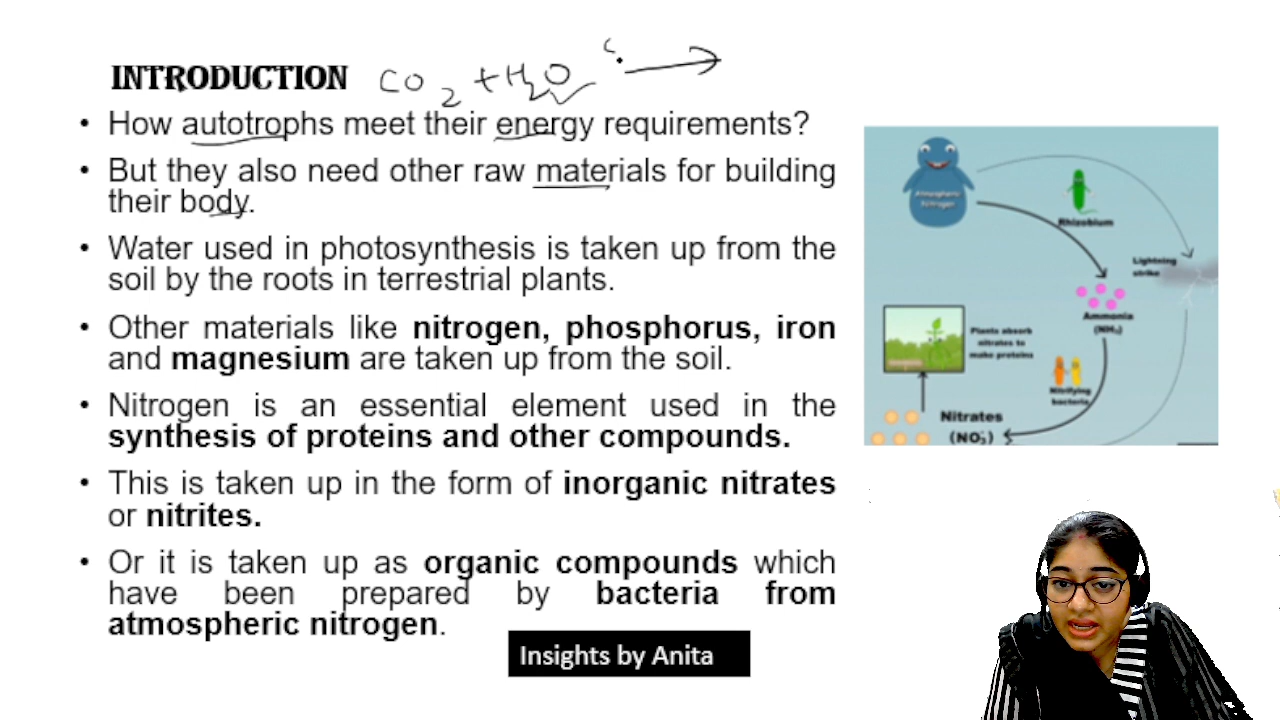 INTRODUCTION CO2 + H2O
• How autotrophs meet their energy requirements?
• But they also need other raw materials for building
their body.
• Water used in photosynthesis is taken up from the
soil by the roots in terrestrial plants.
• Other materials like nitrogen, phosphorus, iron
and magnesium are taken up from the soil.
• Nitrogen is an essential element used in the
synthesis of proteins and other compounds.
• This is taken up in the form of inorganic nitrates
or nitrites.
• Or it is taken up as organic compounds which
have been prepared by bacteria from
atmospheric nitrogen.
Atmospheric
Nitrogen
Rhizobium
Lightning
strike
Ammonia
(NH₃)
Plants absorb
nitrates to
make proteins
Nitrifying
bacteria
Nitrates
(NO₃⁻)
Insights by Anita